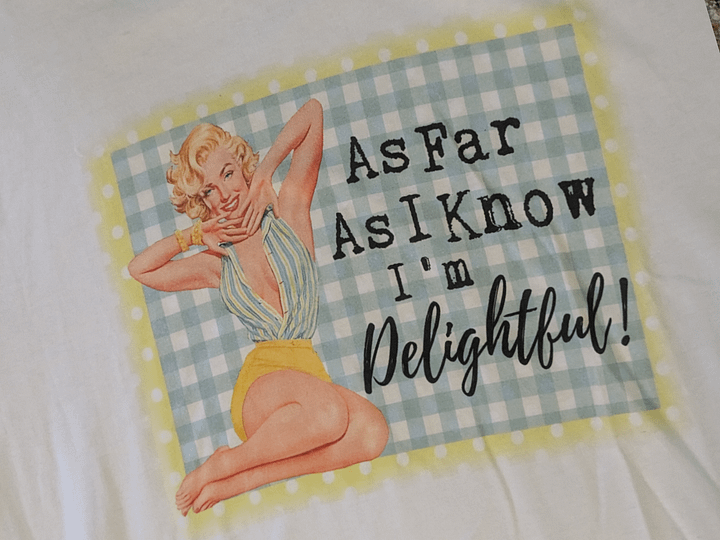 As Far
As I Know
I'm
Delightful!